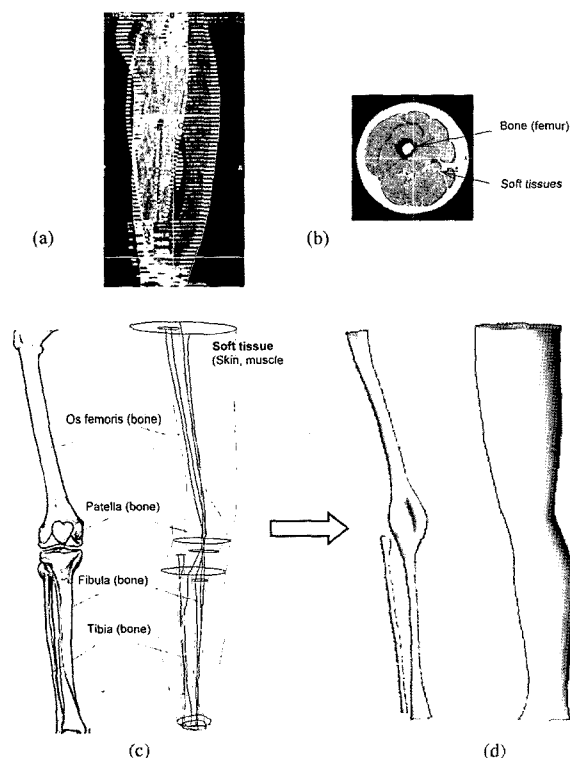 Bone (femur)
Soft tissues
(a)
(b)
Soft tissue
(Skin, muscle
Os femoris (bone)
Patella (bone)
Fibula (bone)
Tibia (bone)
(c)
(d)